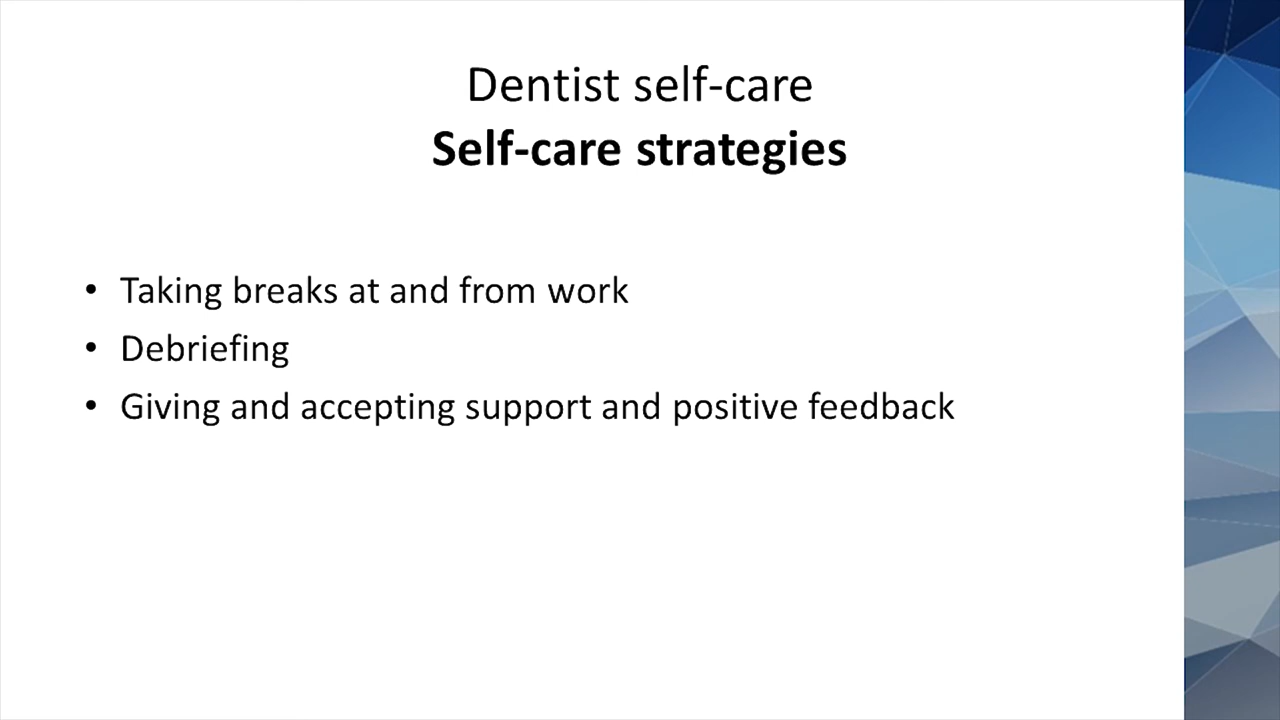 Dentist self-care
Self-care strategies
• Taking breaks at and from work
• Debriefing
• Giving and accepting support and positive feedback